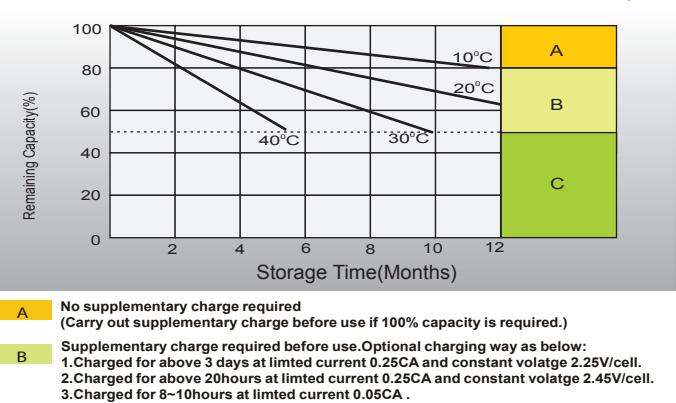 100
80
60
40
20
0
Remaining Capacity(%)
10°C
20°C
30°C
40°C
A
B
C
2 4 6 8 10 12
Storage Time(Months)
A
No supplementary charge required
(Carry out supplementary charge before use if 100% capacity is required.)
B
Supplementary charge required before use.Optional charging way as below:
1.Charged for above 3 days at limted current 0.25CA and constant volatge 2.25V/cell.
2.Charged for above 20hours at limted current 0.25CA and constant volatge 2.45V/cell.
3.Charged for 8~10hours at limted current 0.05CA .